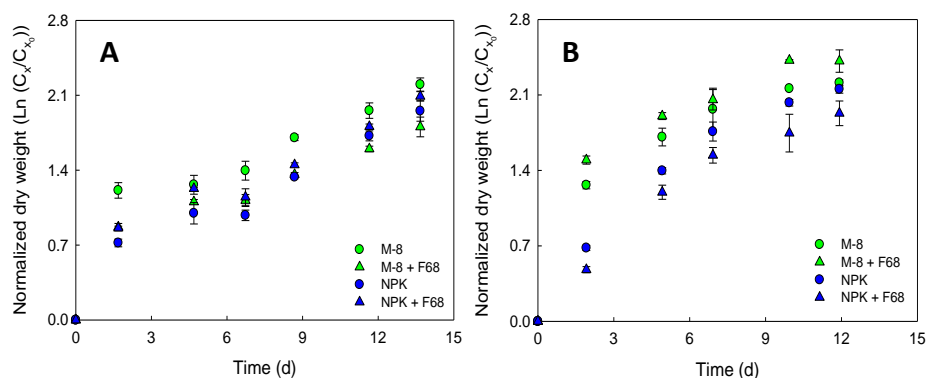 A
Normalized dry weight (Ln (Cx/Cx0))
2.8
2.1
1.4
0.7
0.0
M-8
M-8 + F68
NPK
NPK + F68
0 3 6 9 12 15
Time (d)
B
Normalized dry weight (Ln (Cx/Cx0))
2.8
2.1
1.4
0.7
0.0
M-8
M-8 + F68
NPK
NPK + F68
0 3 6 9 12 15
Time (d)